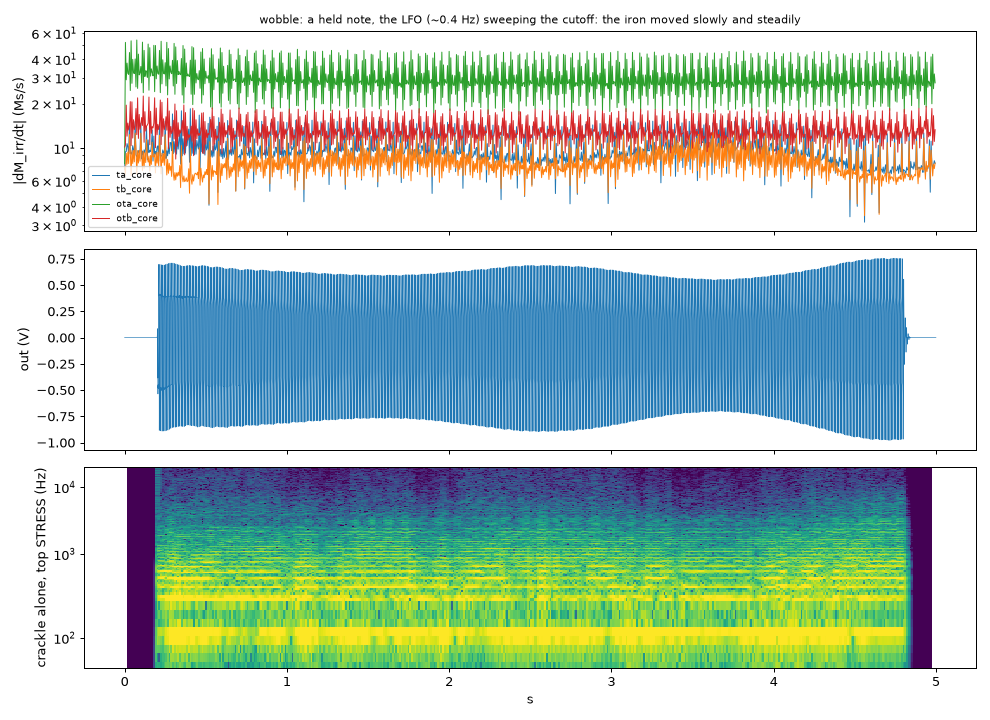 wobble: a held note, the LFO (~0.4 Hz) sweeping the cutoff: the iron moved slowly and steadily
|dM_irr/dt| (Ms/s)
6 × 10¹
4 × 10¹
3 × 10¹
2 × 10¹
10¹
6 × 10⁰
4 × 10⁰
3 × 10⁰
ta_core
tb_core
ota_core
otb_core
out (V)
0.75
0.50
0.25
0.00
−0.25
−0.50
−0.75
−1.00
crackle alone, top STRESS (Hz)
10⁴
10³
10²
0 1 2 3 4 5
s